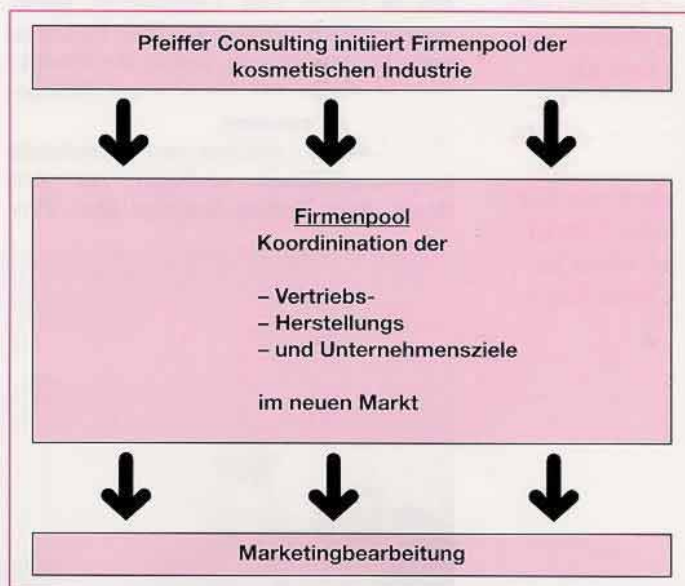 Pfeiffer Consulting initiiert Firmenpool der
kosmetischen Industrie
Firmenpool
Koordinination der
– Vertriebs-
– Herstellungs
– und Unternehmensziele
im neuen Markt
Marketingbearbeitung